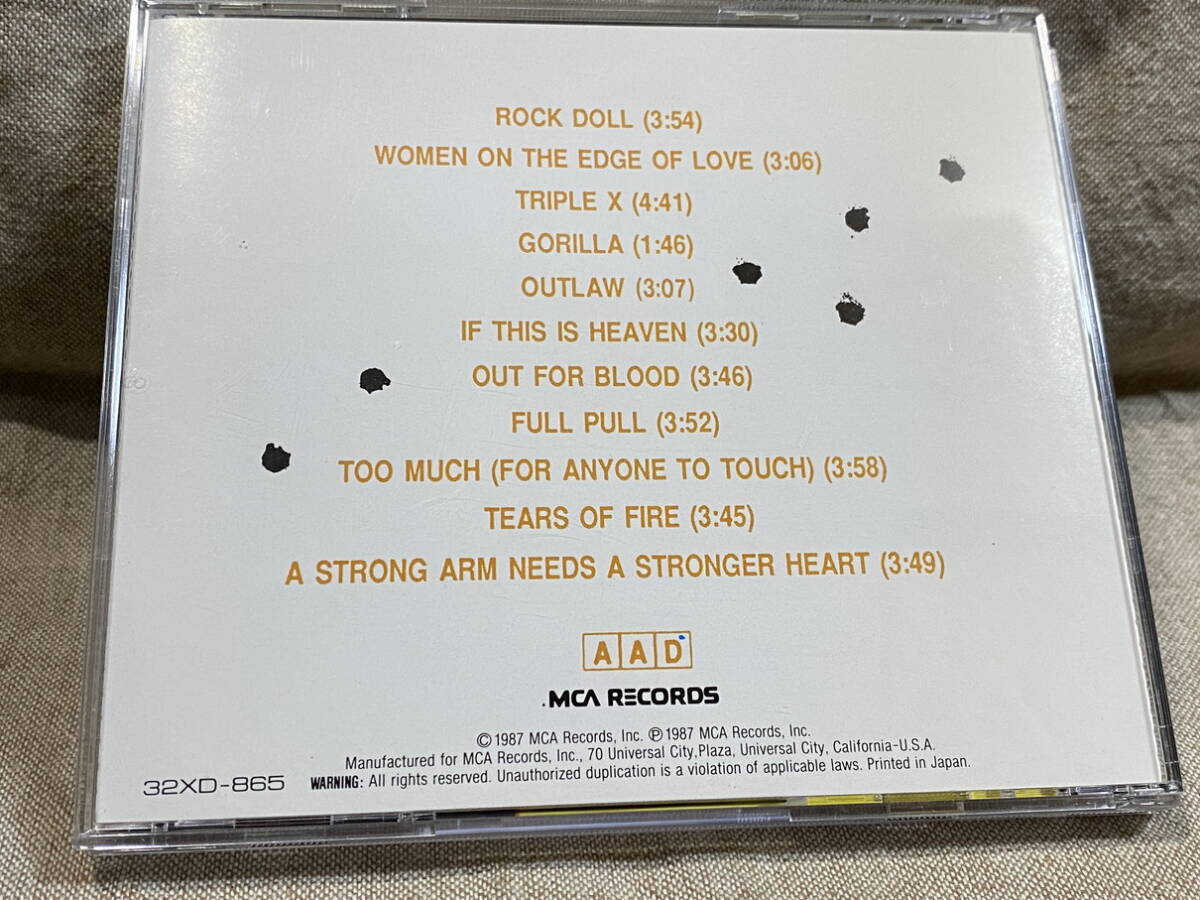 ROCK DOLL (3:54)
WOMEN ON THE EDGE OF LOVE (3:06)
TRIPLE X (4:41)
GORILLA (1:46)
OUTLAW (3:07)
IF THIS IS HEAVEN (3:30)
OUT FOR BLOOD (3:46)
FULL PULL (3:52)
TOO MUCH (FOR ANYONE TO TOUCH) (3:58)
TEARS OF FIRE (3:45)
A STRONG ARM NEEDS A STRONGER HEART (3:49)
A A D
MCA RECORDS
©1987 MCA Records, Inc. ℗1987 MCA Records, Inc.
Manufactured for MCA Records, Inc., 70 Universal City,Plaza, Universal City, California-U.S.A.
32XD-865 WARNING: All rights reserved. Unauthorized duplication is a violation of applicable laws. Printed in Japan.